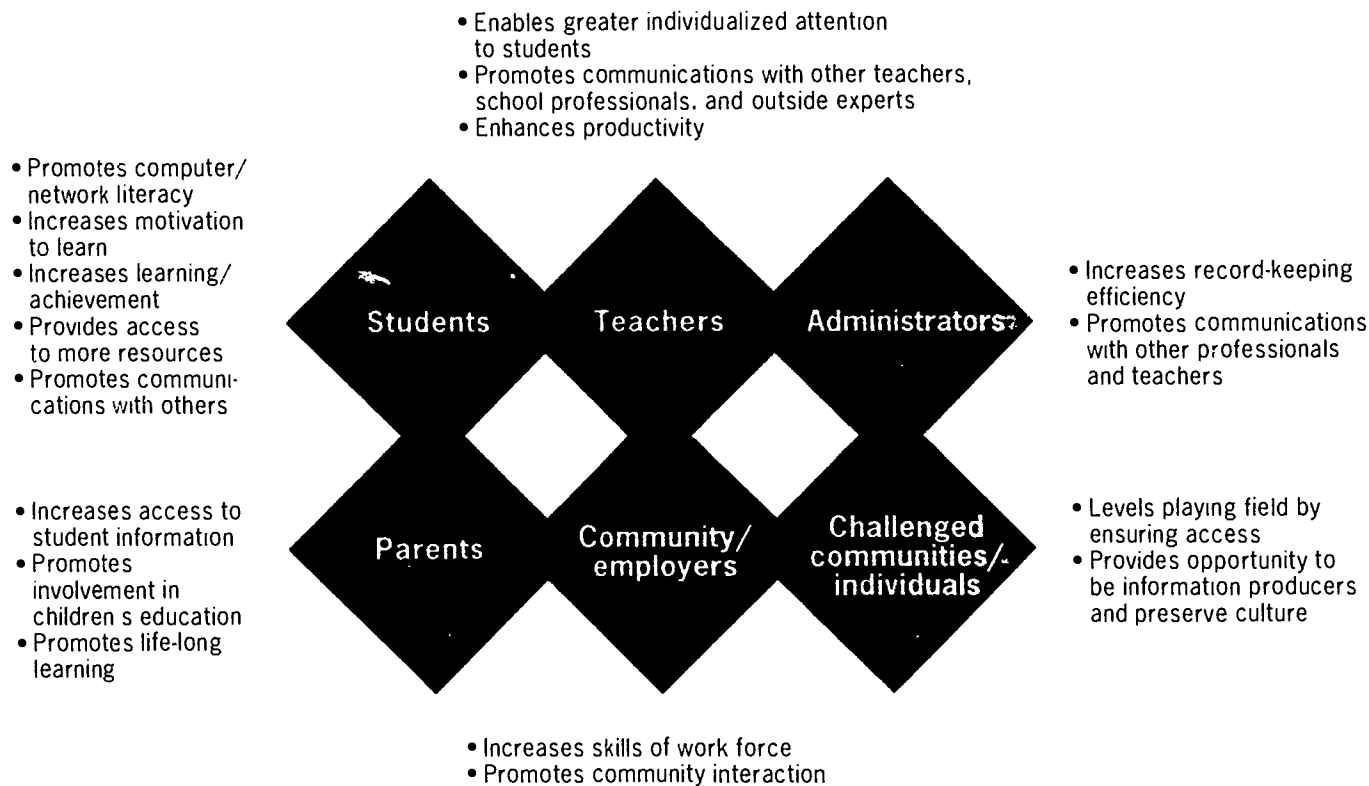 • Enables greater individualized attention
to students
• Promotes communications with other teachers,
school professionals. and outside experts
• Enhances productivity
• Promotes computer/
network literacy
• Increases motivation
to learn
• Increases learning/
achievement
• Provides access
to more resources
• Promotes communi-
cations with others
Students
Teachers
Administrators
• Increases record-keeping
efficiency
• Promotes communications
with other professionals
and teachers
• Increases access to
student information
• Promotes
involvement in
children s education
• Promotes life-long
learning
Parents
Community/
employers
Challenged
communities/
individuals
• Levels playing field by
ensuring access
• Provides opportunity to
be information producers
and preserve culture
• Increases skills of work force
• Promotes community interaction